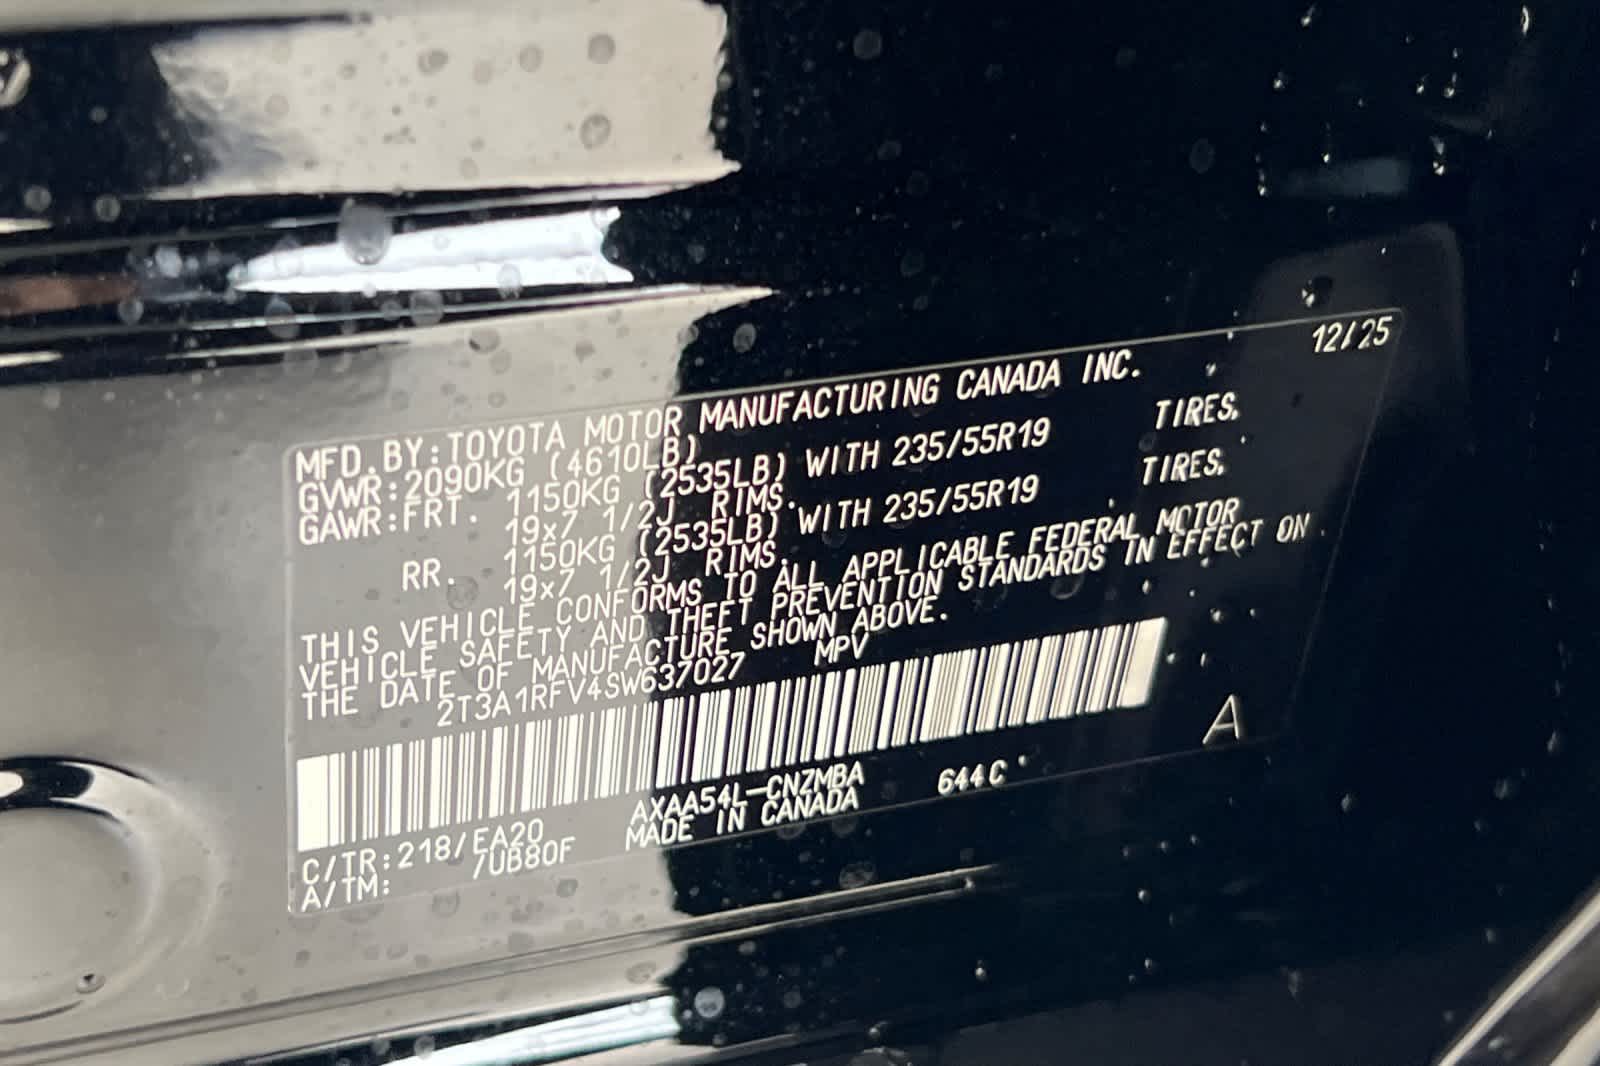 12/25
MFD.BY:TOYOTA MOTOR MANUFACTURING CANADA INC.
GVWR:2090KG (4610LB)
GAWR:FRT. 1150KG (2535LB) WITH 235/55R19 TIRES,
19x7 1/2J RIMS.
RR. 1150KG (2535LB) WITH 235/55R19 TIRES,
19x7 1/2J RIMS.
THIS VEHICLE CONFORMS TO ALL APPLICABLE FEDERAL MOTOR
VEHICLE SAFETY AND THEFT PREVENTION STANDARDS IN EFFECT ON
THE DATE OF MANUFACTURE SHOWN ABOVE.
2T3A1RFV4SW637027 MPV
A
AXAA54L-CNZMBA 644C
C/TR:218/EA20 MADE IN CANADA
A/TM: /UB80F